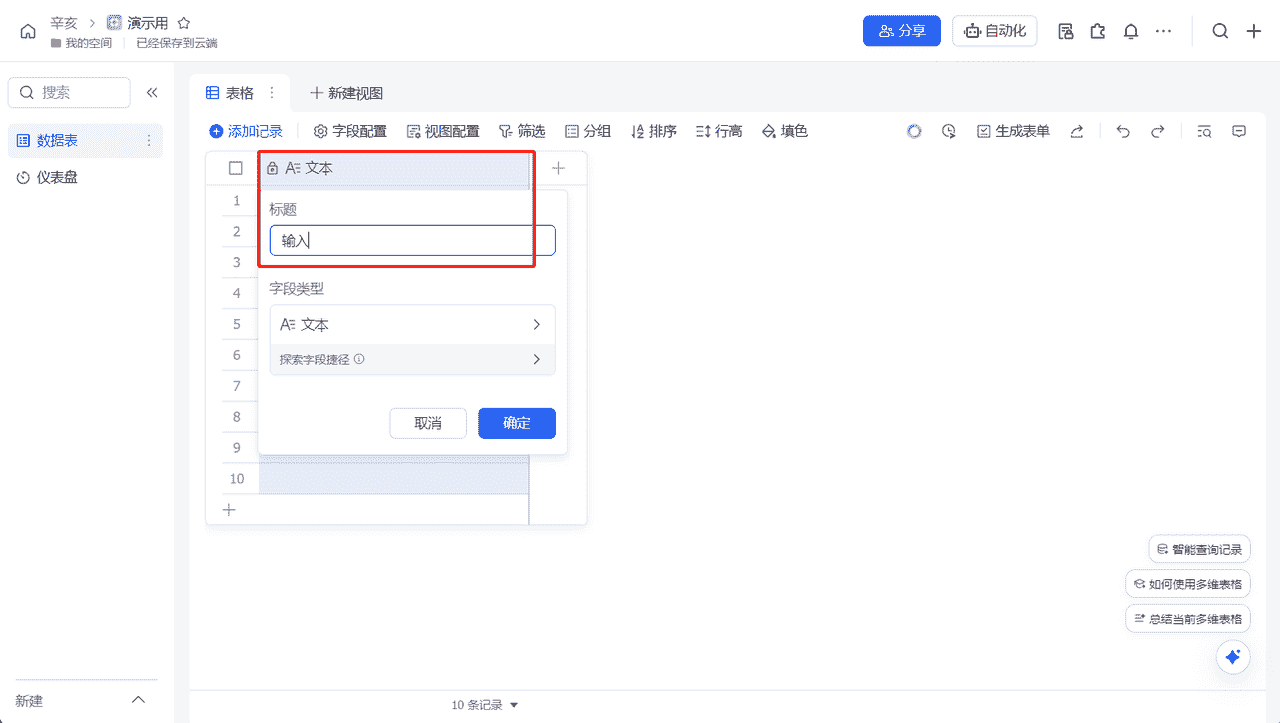 辛亥 > 演示用
我的空间 | 已经保存到云端
分享
自动化
搜索
数据表
仪表盘
表格
新建视图
添加记录
字段配置
视图配置
筛选
分组
排序
行高
填色
生成表单
文本
标题
输入
字段类型
文本
探索字段捷径
取消
确定
1
2
3
4
5
6
7
8
9
10
智能查询记录
如何使用多维表格
总结当前多维表格
新建
10 条记录